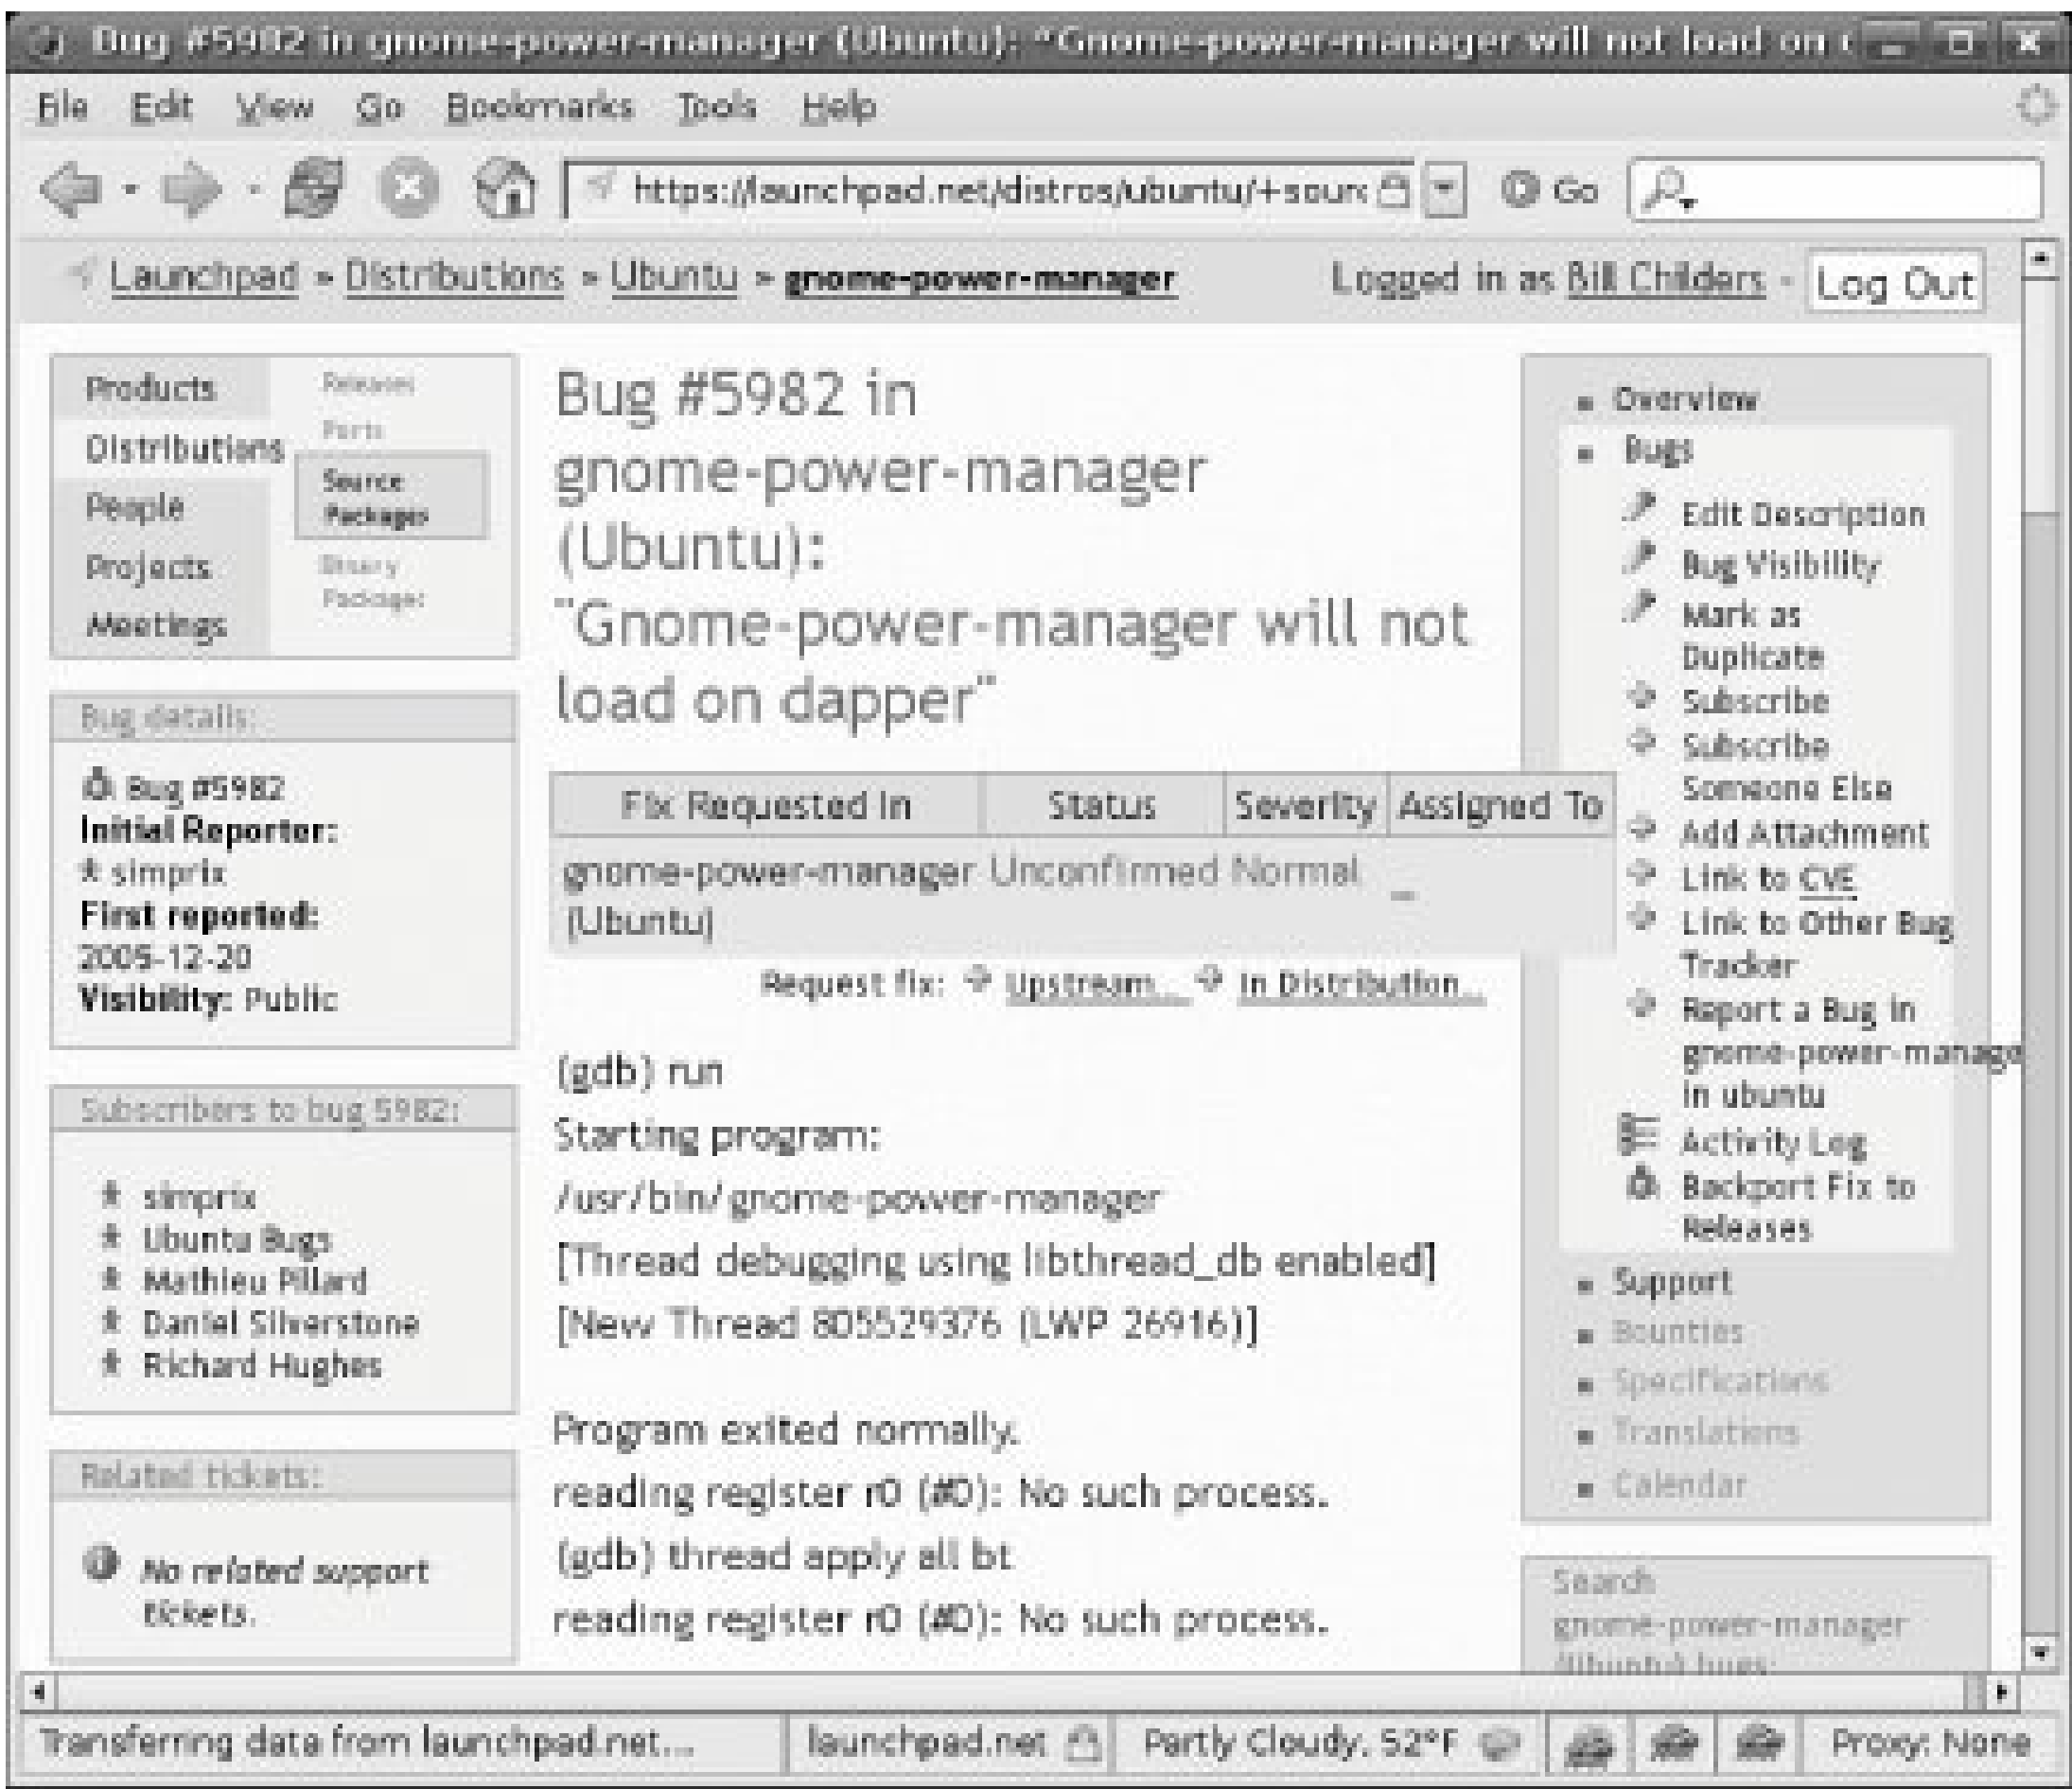 Bug #5982 in gnome-power-manager (Ubuntu): "Gnome-power-manager will not load on
File Edit View Go Bookmarks Tools Help
https://launchpad.net/distros/ubuntu/+sourc
Go
Launchpad » Distributions » Ubuntu » gnome-power-manager
Logged in as Bill Childers - Log Out
Products
Distributions
People
Projects
Meetings
Releases
Ports
Source
Packages
Binary
Packages
Bug details:
Bug #5982
Initial Reporter:
simprix
First reported:
2005-12-20
Visibility: Public
Subscribers to bug 5982:
simprix
Ubuntu Bugs
Mathieu Pillard
Daniel Silverstone
Richard Hughes
Related tickets:
No related support
tickets.
Bug #5982 in
gnome-power-manager
(Ubuntu):
"Gnome-power-manager will not
load on dapper"
Fix Requested In Status Severity Assigned To
gnome-power-manager Unconfirmed Normal _
(Ubuntu)
Request fix: Upstream... In Distribution...
(gdb) run
Starting program:
/usr/bin/gnome-power-manager
[Thread debugging using libthread_db enabled]
[New Thread 805529376 (LWP 26916)]
Program exited normally.
reading register r0 (#0): No such process.
(gdb) thread apply all bt
reading register r0 (#0): No such process.
Overview
Bugs
Edit Description
Bug Visibility
Mark as
Duplicate
Subscribe
Subscribe
Someone Else
Add Attachment
Link to CVE
Link to Other Bug
Tracker
Report a Bug in
gnome-power-manage
in ubuntu
Activity Log
Backport Fix to
Releases
Support
Bounties
Specifications
Translations
Calendar
Search
gnome-power-manager
(Ubuntu) bugs:
Transferring data from launchpad.net...
launchpad.net
Partly Cloudy, 52°F
Proxy: None